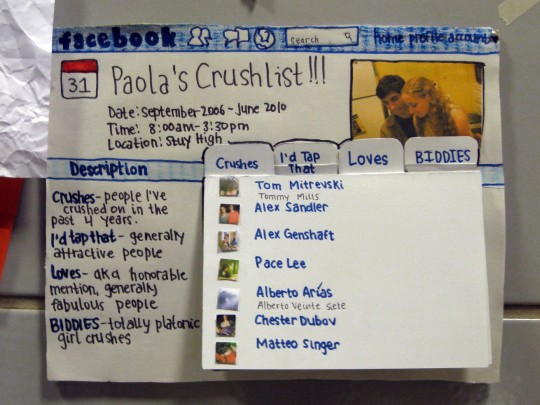 facebook
search
home profile account
31
Paola's Crushlist!!!
Date: september 2006 - June 2010
Time: 8:00am - 3:30pm
Location: Stuy High
Crushes
I'd Tap That
Loves
BIDDIES
Description
Crushes - people I've
crushed on in the
past 4 years.
I'd tap that - generally
attractive people
Loves - aka honorable
mention, generally
fabulous people
BIDDIES - totally platonic
girl crushes
Tom Mitrevski
Tommy Mills
Alex Sandler
Alex Genshaft
Pace Lee
Alberto Arías
Alberto Veinte Siete
Chester Dubov
Matteo Singer